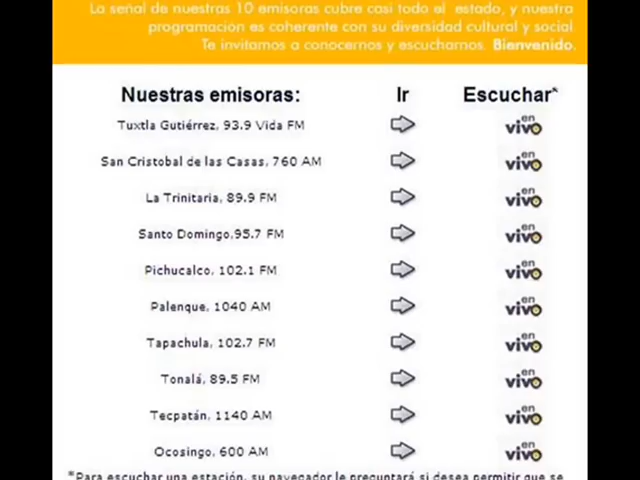 La señal de nuestras 10 emisoras cubre casi todo el estado, y nuestra
programación es coherente con su diversidad cultural y social
Te invitamos a conocernos y escucharnos. Bienvenido.
Nuestras emisoras: Ir Escuchar*
Tuxtla Gutiérrez, 93.9 Vida FM en vivo
San Cristobal de las Casas, 760 AM en vivo
La Trinitaria, 89.9 FM en vivo
Santo Domingo,95.7 FM en vivo
Pichucalco, 102.1 FM en vivo
Palenque, 1040 AM en vivo
Tapachula, 102.7 FM en vivo
Tonalá, 89.5 FM en vivo
Tecpatán, 1140 AM en vivo
Ocosingo, 600 AM en vivo
*Para escuchar una estación, su navegador le preguntará si desea permitir que se